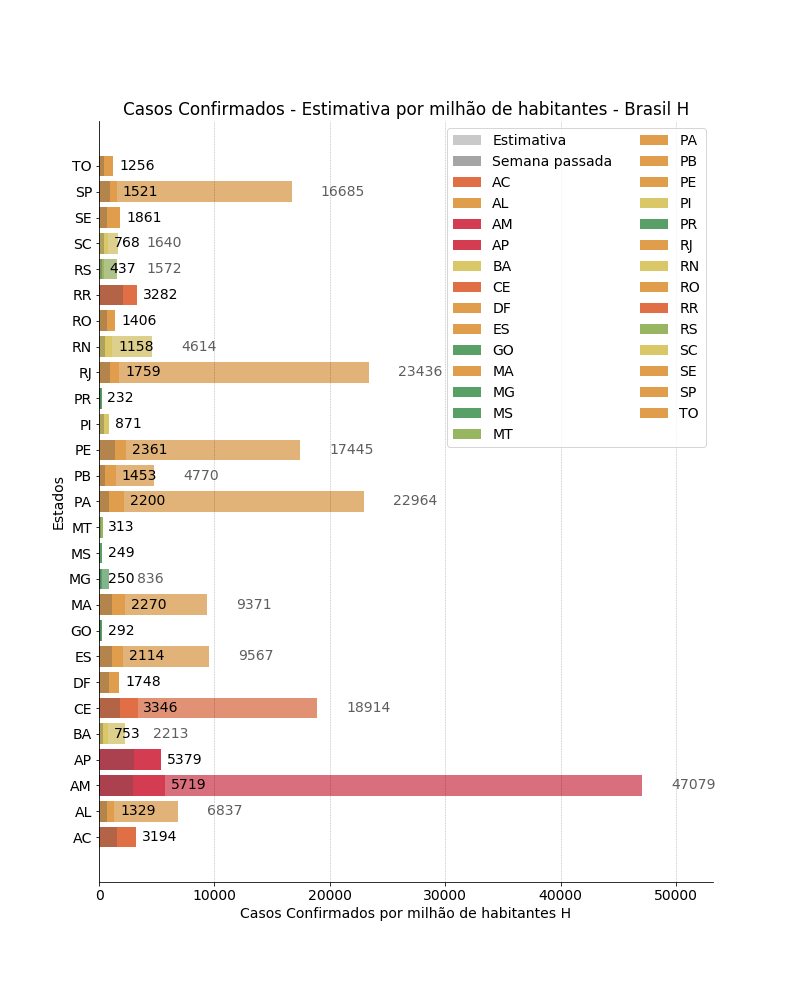 Casos Confirmados - Estimativa por milhão de habitantes - Brasil H
Estimativa
Semana passada
AC
AL
AM
AP
BA
CE
DF
ES
GO
MA
MG
MS
MT
PA
PB
PE
PI
PR
RJ
RN
RO
RR
RS
SC
SE
SP
TO
Estados
TO 1256
SP 1521 16685
SE 1861
SC 768 1640
RS 437 1572
RR 3282
RO 1406
RN 1158 4614
RJ 1759 23436
PR 232
PI 871
PE 2361 17445
PB 1453 4770
PA 2200 22964
MT 313
MS 249
MG 250 836
MA 2270 9371
GO 292
ES 2114 9567
DF 1748
CE 3346 18914
BA 753 2213
AP 5379
AM 5719 47079
AL 1329 6837
AC 3194
0 10000 20000 30000 40000 50000
Casos Confirmados por milhão de habitantes H